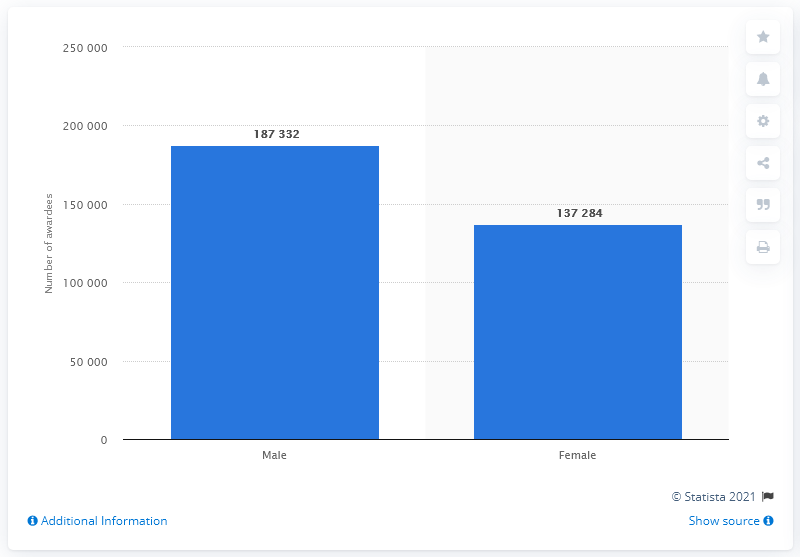 250 000
200 000
150 000
100 000
50 000
0
Number of awardees
187 332
137 284
Male
Female
© Statista 2021
Additional Information
Show source